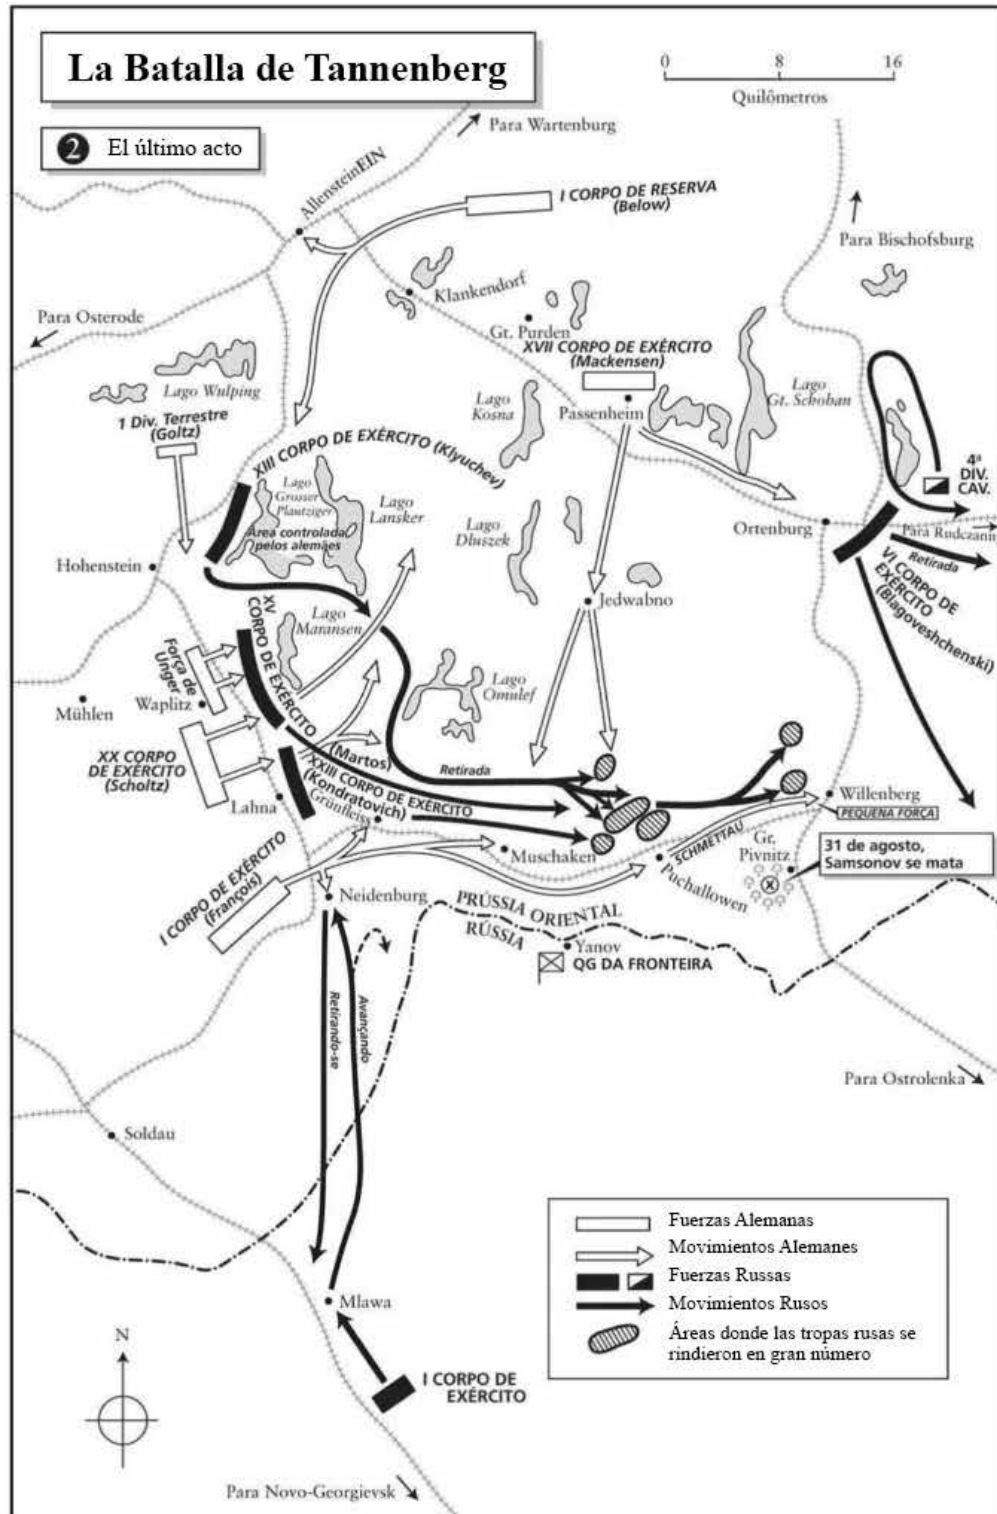 La Batalla de Tannenberg
2 El último acto
0 8 16
Quilômetros
Para Wartenburg
AllensteinEIN
I CORPO DE RESERVA
(Below)
Para Bischofsburg
Klankendorf
Para Osterode
Gt. Purden
XVII CORPO DE EXÉRCITO
(Mackensen)
Lago Wulping
Lago
Kosna
Passenheim
Lago
Gt. Schoban
1 Div. Terrestre
(Goltz)
XIII CORPO DE EXÉRCITO (Klyuchev)
4ª
DIV.
CAV.
Lago
Grosser
Plautziger
Lago
Lansker
Área controlada
pelos alemães
Lago
Dluszek
Ortenburg
Para Rudczanny
Retirada
Hohenstein
VI CORPO DE
EXÉRCITO
(Blagoveshchenski)
Jedwabno
XV
CORPO DE EXÉRCITO
(Martos)
Lago
Maransen
Força de
Unger
Lago
Omulef
Mühlen
Waplitz
XX CORPO
DE EXÉRCITO
(Scholtz)
Retirada
XXIII CORPO DE EXÉRCITO
(Kondratovich)
Lahna
Grünfleiss
Willenberg
PEQUENA FORÇA
SCHMETTAU
Muschaken
Gr.
Pivnitz
31 de agosto,
Samsonov se mata
Puchallowen
I CORPO DE EXÉRCITO
(François)
Neidenburg
PRÚSSIA ORIENTAL
RÚSSIA
Yanov
QG DA FRONTEIRA
Retirando-se
Avançando
Para Ostrolenka
Soldau
Mlawa
I CORPO DE
EXÉRCITO
Para Novo-Georgievsk
N
Fuerzas Alemanas
Movimientos Alemanes
Fuerzas Russas
Movimientos Rusos
Áreas donde las tropas rusas se
rindieron en gran número